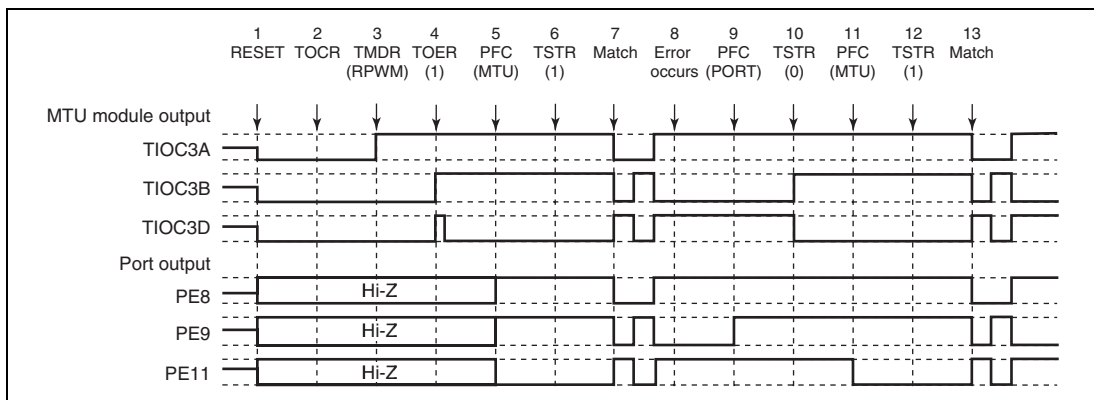 1 2 3 4 5 6 7 8 9 10 11 12 13
RESET TOCR TMDR TOER PFC TSTR Match Error PFC TSTR PFC TSTR Match
(RPWM) (1) (MTU) (1) occurs (PORT) (0) (MTU) (1)
MTU module output
TIOC3A
TIOC3B
TIOC3D
Port output
PE8 Hi-Z
PE9 Hi-Z
PE11 Hi-Z